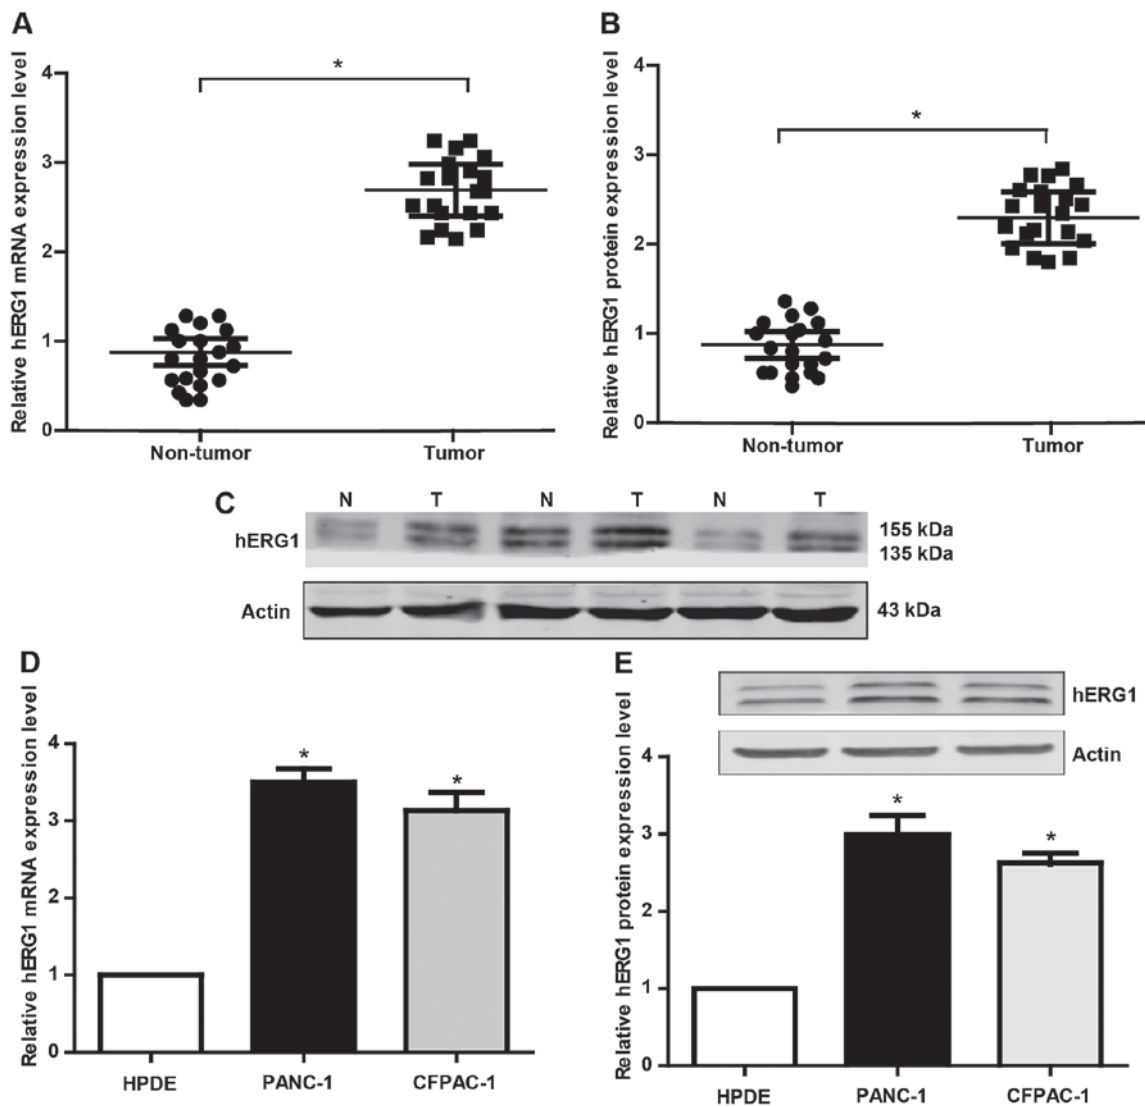 A
Relative hERG1 mRNA expression level
4
3
2
1
0
*
Non-tumor
Tumor
B
Relative hERG1 protein expression level
4
3
2
1
0
*
Non-tumor
Tumor
C
N T N T N T
hERG1
155 kDa
135 kDa
Actin
43 kDa
D
Relative hERG1 mRNA expression level
4
3
2
1
0
*
*
HPDE
PANC-1
CFPAC-1
E
Relative hERG1 protein expression level
hERG1
Actin
4
3
2
1
0
*
*
HPDE
PANC-1
CFPAC-1